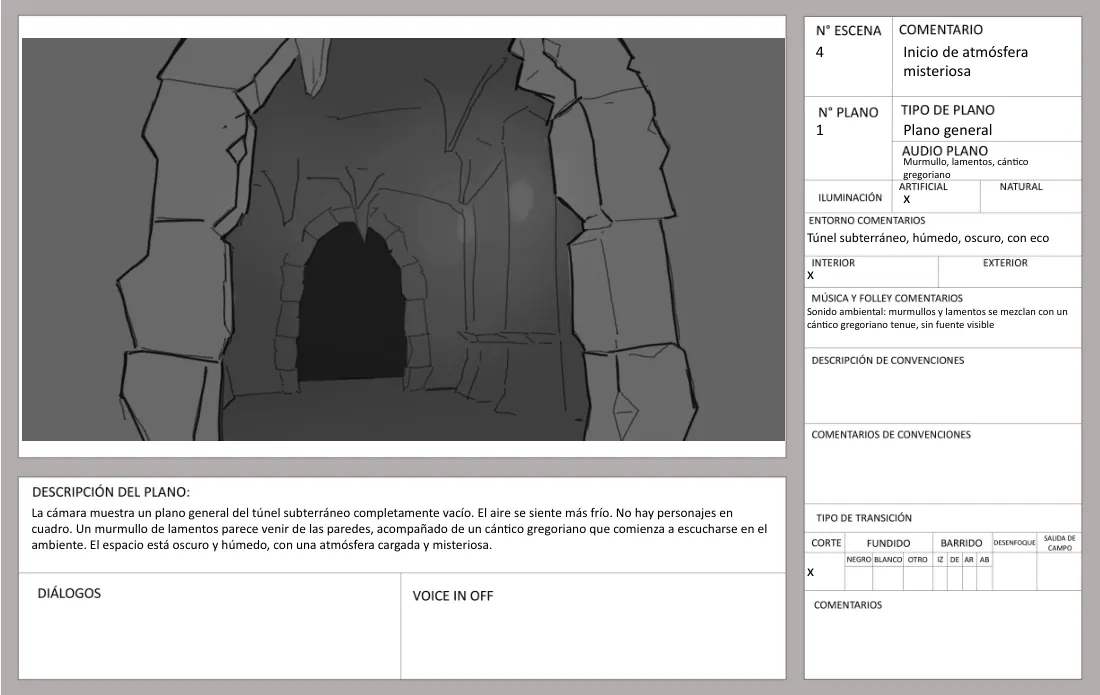 N° ESCENA
4
COMENTARIO
Inicio de atmósfera
misteriosa
N° PLANO
1
TIPO DE PLANO
Plano general
AUDIO PLANO
Murmullo, lamentos, cántico
gregoriano
ILUMINACIÓN
ARTIFICIAL
x
NATURAL
ENTORNO COMENTARIOS
Túnel subterráneo, húmedo, oscuro, con eco
INTERIOR
x
EXTERIOR
MÚSICA Y FOLLEY COMENTARIOS
Sonido ambiental: murmullos y lamentos se mezclan con un
cántico gregoriano tenue, sin fuente visible
DESCRIPCIÓN DE CONVENCIONES
COMENTARIOS DE CONVENCIONES
TIPO DE TRANSICIÓN
CORTE
x
FUNDIDO
NEGRO BLANCO OTRO
BARRIDO
IZ DE AR AB
DESENFOQUE
SAUDA DE
CAMPO
COMENTARIOS
DESCRIPCIÓN DEL PLANO:
La cámara muestra un plano general del túnel subterráneo completamente vacío. El aire se siente más frío. No hay personajes en
cuadro. Un murmullo de lamentos parece venir de las paredes, acompañado de un cántico gregoriano que comienza a escucharse en el
ambiente. El espacio está oscuro y húmedo, con una atmósfera cargada y misteriosa.
DIÁLOGOS
VOICE IN OFF